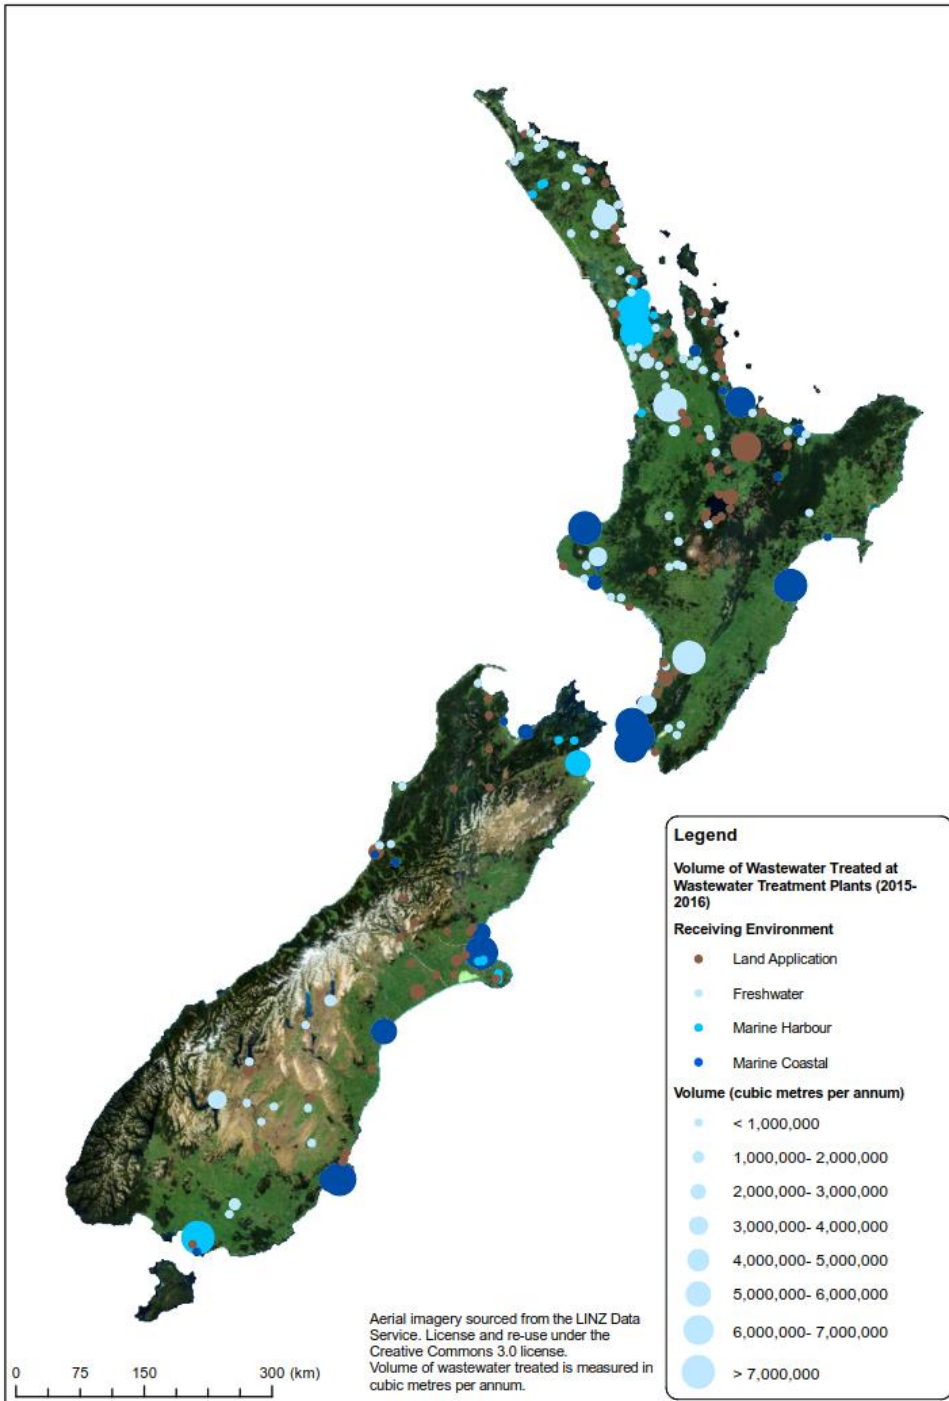 Legend
Volume of Wastewater Treated at
Wastewater Treatment Plants (2015-
2016)
Receiving Environment
Land Application
Freshwater
Marine Harbour
Marine Coastal
Volume (cubic metres per annum)
< 1,000,000
1,000,000- 2,000,000
2,000,000- 3,000,000
3,000,000- 4,000,000
4,000,000- 5,000,000
5,000,000- 6,000,000
6,000,000- 7,000,000
> 7,000,000
Aerial imagery sourced from the LINZ Data
Service. License and re-use under the
Creative Commons 3.0 license.
Volume of wastewater treated is measured in
cubic metres per annum.
0 75 150 300 (km)